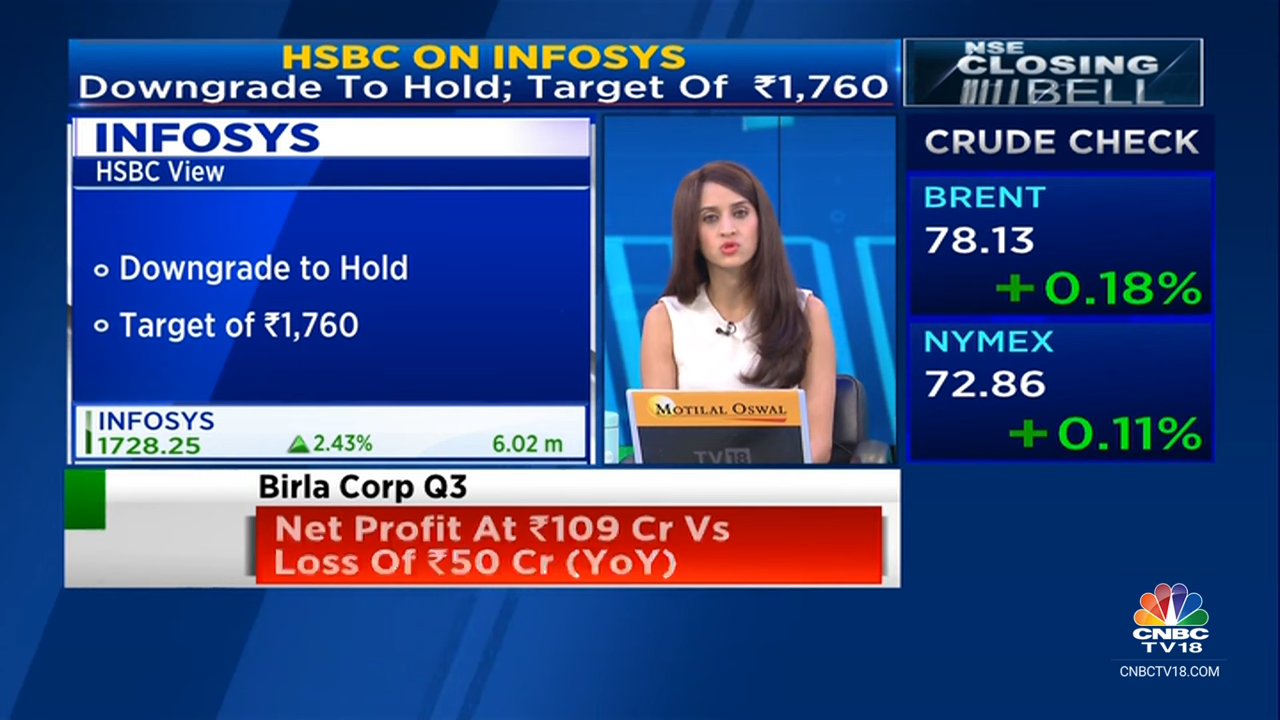 HSBC ON INFOSYS
Downgrade To Hold; Target Of ₹1,760
NSE
CLOSING
BELL
INFOSYS
HSBC View
Downgrade to Hold
Target of ₹1,760
INFOSYS
1728.25 2.43% 6.02 m
MOTILAL OSWAL
TV18
CRUDE CHECK
BRENT
78.13
+0.18%
NYMEX
72.86
+0.11%
Birla Corp Q3
Net Profit At ₹109 Cr Vs
Loss Of ₹50 Cr (YoY)
CNBC
TV18
CNBCTV18.COM